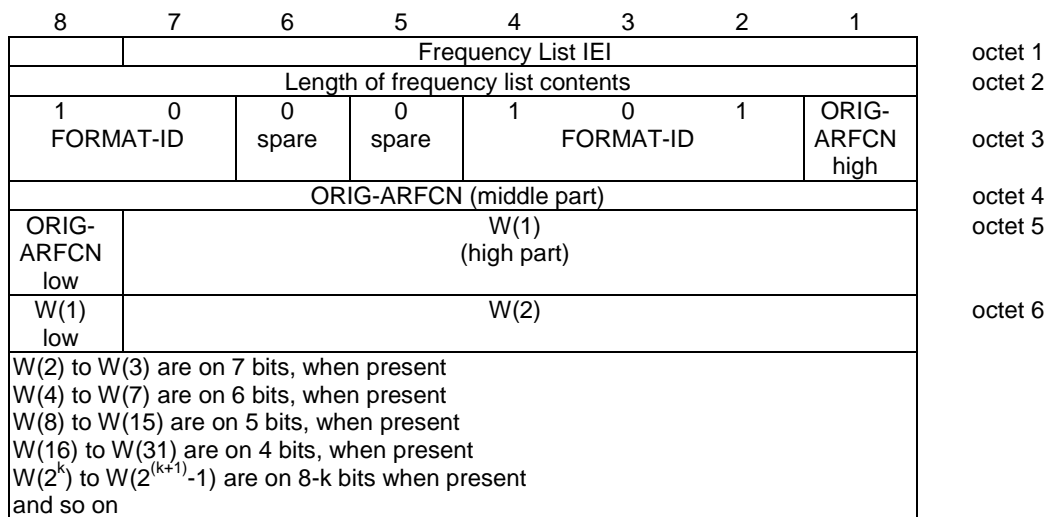 8 7 6 5 4 3 2 1
Frequency List IEI octet 1
Length of frequency list contents octet 2
1 0 0 0 1 0 1 ORIG-
FORMAT-ID spare spare FORMAT-ID ARFCN octet 3
high
ORIG-ARFCN (middle part) octet 4
ORIG- W(1) octet 5
ARFCN (high part)
low
W(1) W(2) octet 6
low
W(2) to W(3) are on 7 bits, when present
W(4) to W(7) are on 6 bits, when present
W(8) to W(15) are on 5 bits, when present
W(16) to W(31) are on 4 bits, when present
W(2^k) to W(2^(k+1)-1) are on 8-k bits when present
and so on